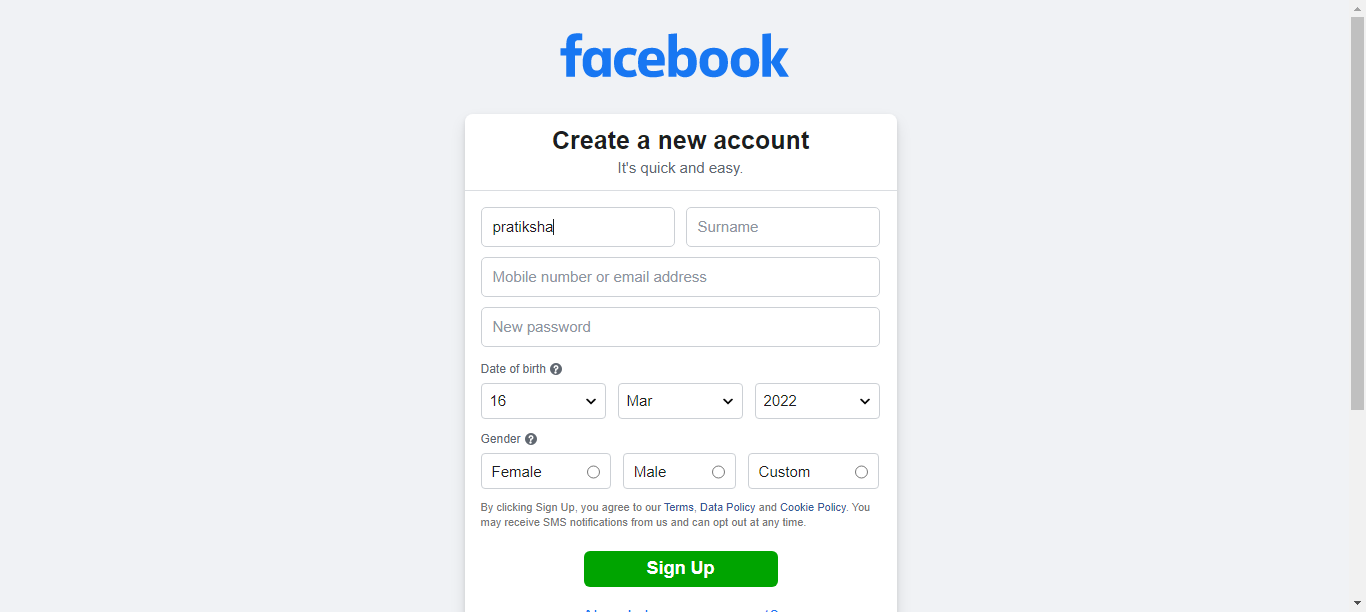 facebook
Create a new account
It's quick and easy.
pratiksha Surname
Mobile number or email address
New password
Date of birth ?
16 Mar 2022
Gender ?
Female Male Custom
By clicking Sign Up, you agree to our Terms, Data Policy and Cookie Policy. You
may receive SMS notifications from us and can opt out at any time.
Sign Up